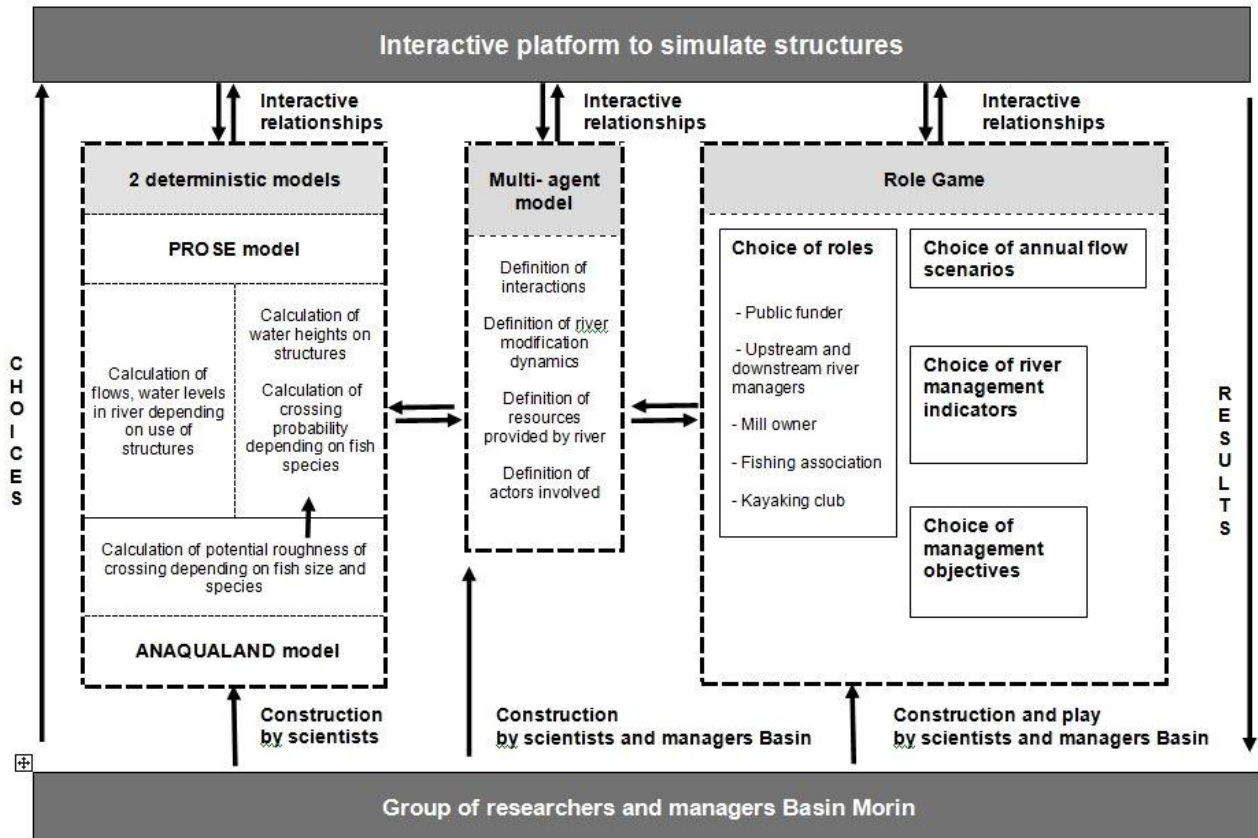 Interactive platform to simulate structures
Interactive
relationships
Interactive
relationships
Interactive
relationships
CHOICES
2 deterministic models
PROSE model
Calculation of
flows, water levels
in river depending
on use of
structures
Calculation of
water heights on
structures
Calculation of
crossing
probability
depending on fish
species
Calculation of potential roughness of
crossing depending on fish size and
species
ANAQUALAND model
Multi- agent
model
Definition of
interactions
Definition of river
modification
dynamics
Definition of
resources
provided by river
Definition of
actors involved
Role Game
Choice of roles
- Public funder
- Upstream and
downstream river
managers
- Mill owner
- Fishing association
- Kayaking club
Choice of annual flow
scenarios
Choice of river
management
indicators
Choice of
management
objectives
RESULTS
Construction
by scientists
Construction
by scientists and managers Basin
Construction and play
by scientists and managers Basin
Group of researchers and managers Basin Morin